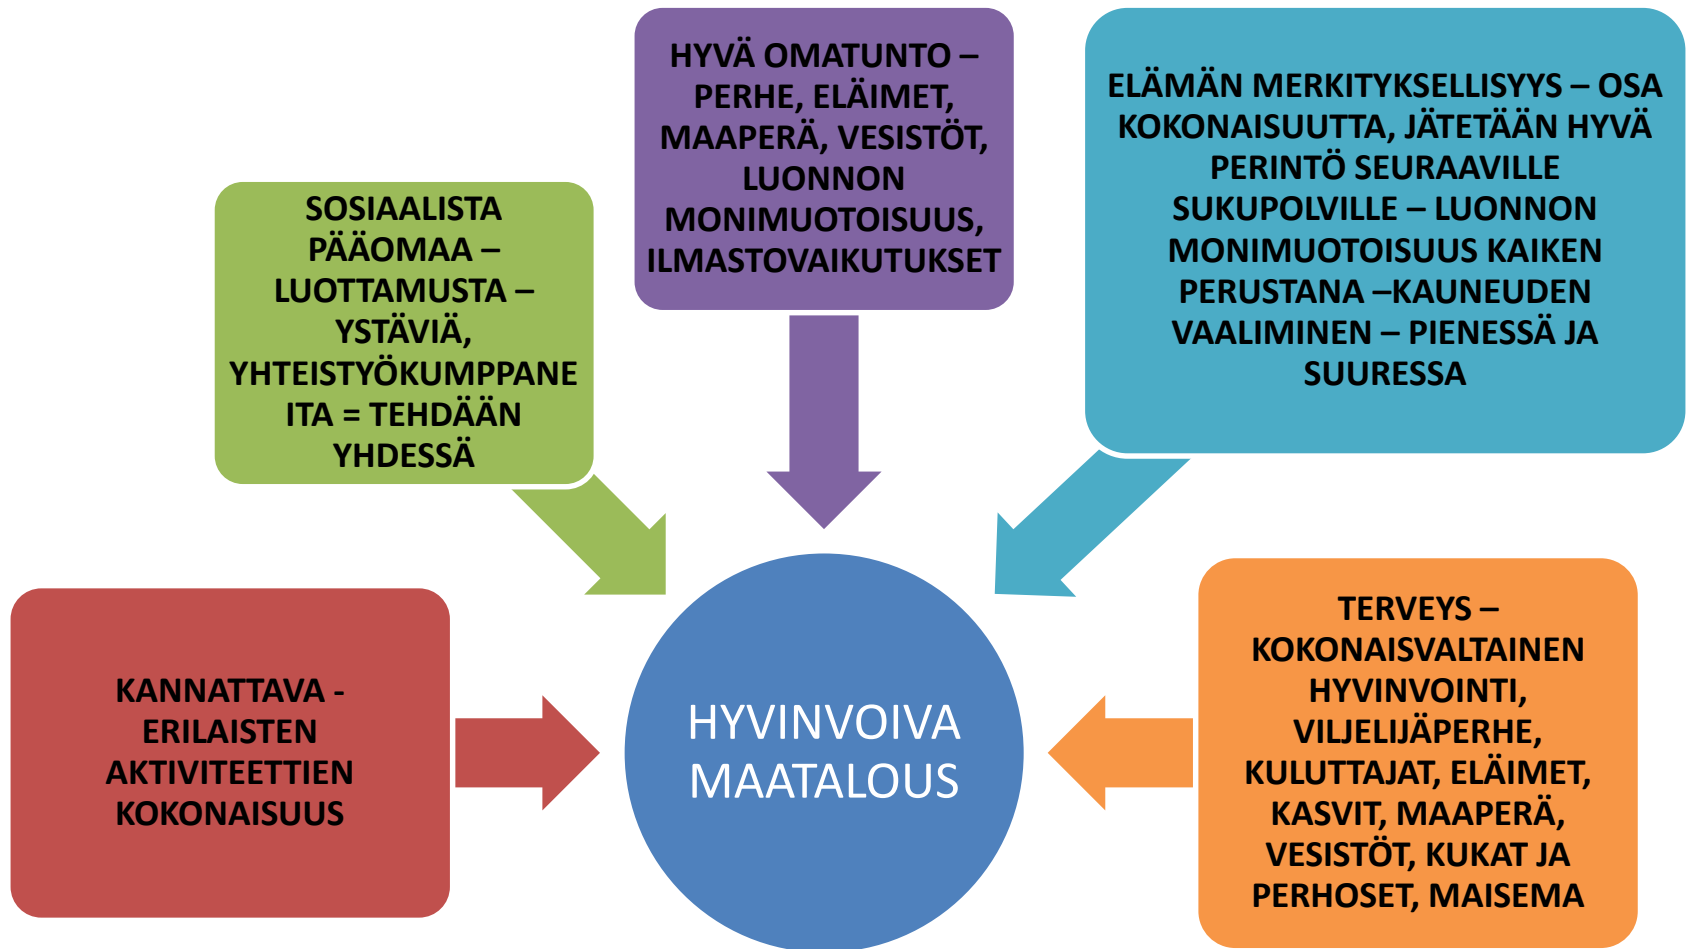 HYVÄ OMATUNTO –
PERHE, ELÄIMET,
MAAPERÄ, VESISTÖT,
LUONNON
MONIMUOTOISUUS,
ILMASTOVAIKUTUKSET
ELÄMÄN MERKITYKSELLISYYS – OSA
KOKONAISUUTTA, JÄTETÄÄN HYVÄ
PERINTÖ SEURAAVILLE
SUKUPOLVILLE – LUONNON
MONIMUOTOISUUS KAIKEN
PERUSTANA –KAUNEUDEN
VAALIMINEN – PIENESSÄ JA
SUURESSA
SOSIAALISTA
PÄÄOMAA –
LUOTTAMUSTA –
YSTÄVIÄ,
YHTEISTYÖKUMPPANE
ITA = TEHDÄÄN
YHDESSÄ
KANNATTAVA -
ERILAISTEN
AKTIVITEETTIEN
KOKONAISUUS
HYVINVOIVA
MAATALOUS
TERVEYS –
KOKONAISVALTAINEN
HYVINVOINTI,
VILJELIJÄPERHE,
KULUTTAJAT, ELÄIMET,
KASVIT, MAAPERÄ,
VESISTÖT, KUKAT JA
PERHOSET, MAISEMA